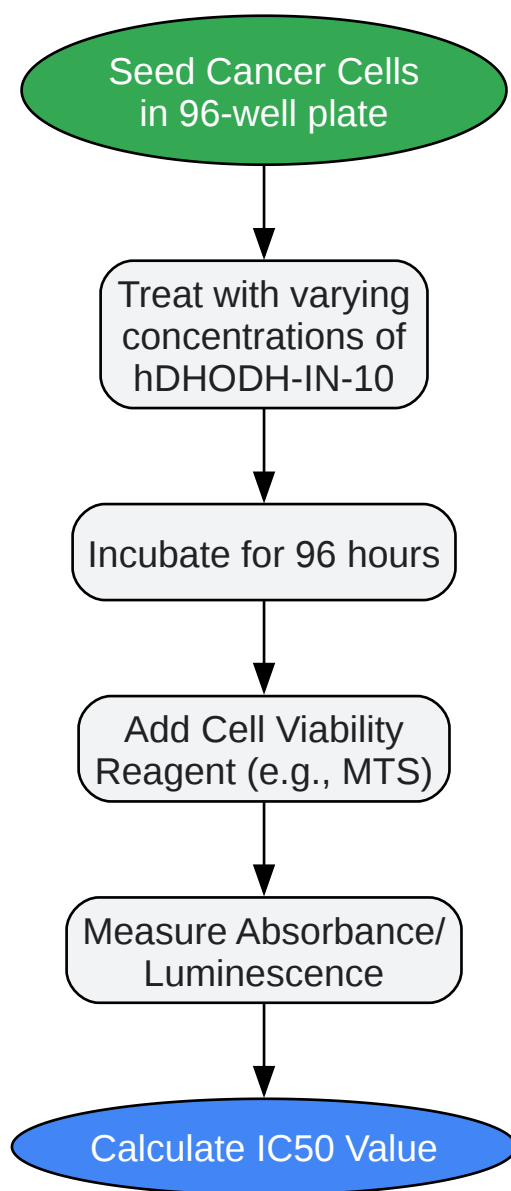 Seed Cancer Cells
in 96-well plate
Treat with varying
concentrations of
hDHODH-IN-10
Incubate for 96 hours
Add Cell Viability
Reagent (e.g., MTS)
Measure Absorbance/
Luminescence
Calculate IC50 Value